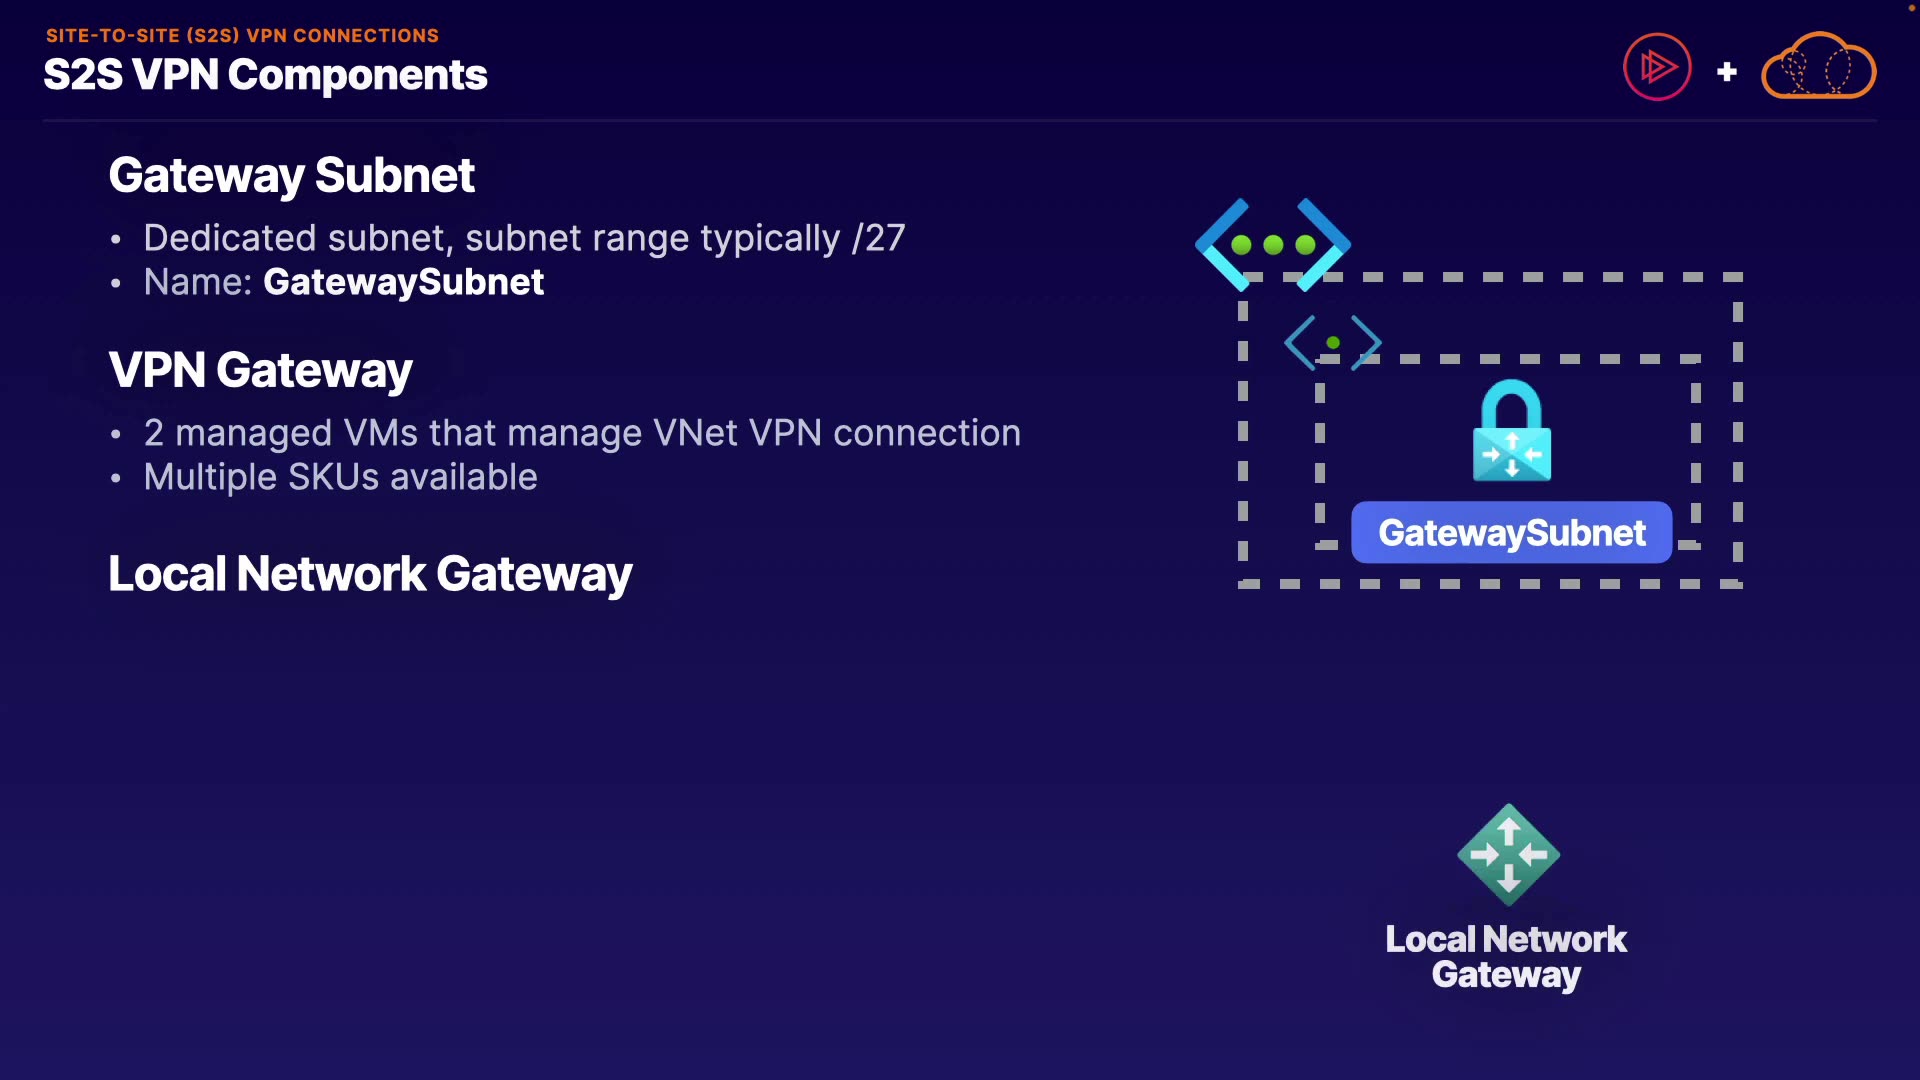 SITE-TO-SITE (S2S) VPN CONNECTIONS
S2S VPN Components
Gateway Subnet
• Dedicated subnet, subnet range typically /27
• Name: GatewaySubnet
VPN Gateway
• 2 managed VMs that manage VNet VPN connection
• Multiple SKUs available
Local Network Gateway
GatewaySubnet
Local Network
Gateway